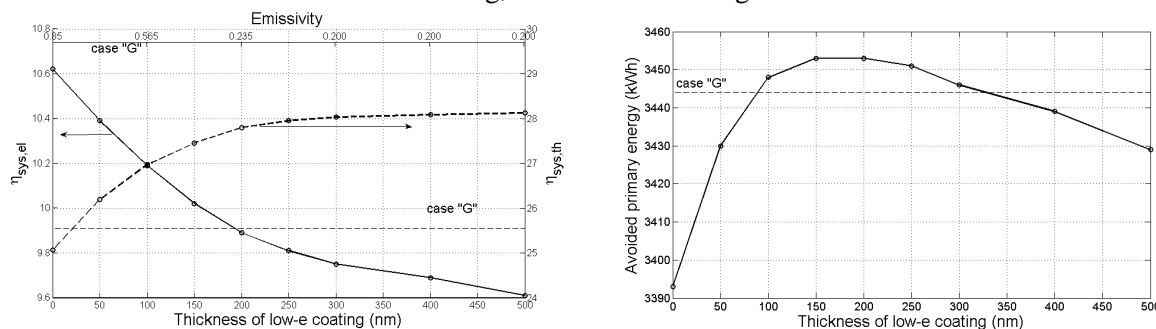 Emissivity
10.8
30
0.85
0.565
0.235
0.200
0.200
0.200
case "G"
10.6
29
10.4
28
η sys,el
10.2
27
η sys,th
10
26
case "G"
9.8
25
9.6
24
0 50 100 150 200 250 300 350 400 450 500
Thickness of low-e coating (nm)
3460
3450
case "G"
3440
3430
3420
3410
3400
3390
Avoided primary energy (kWh)
0 50 100 150 200 250 300 350 400 450 500
Thickness of low-e coating (nm)